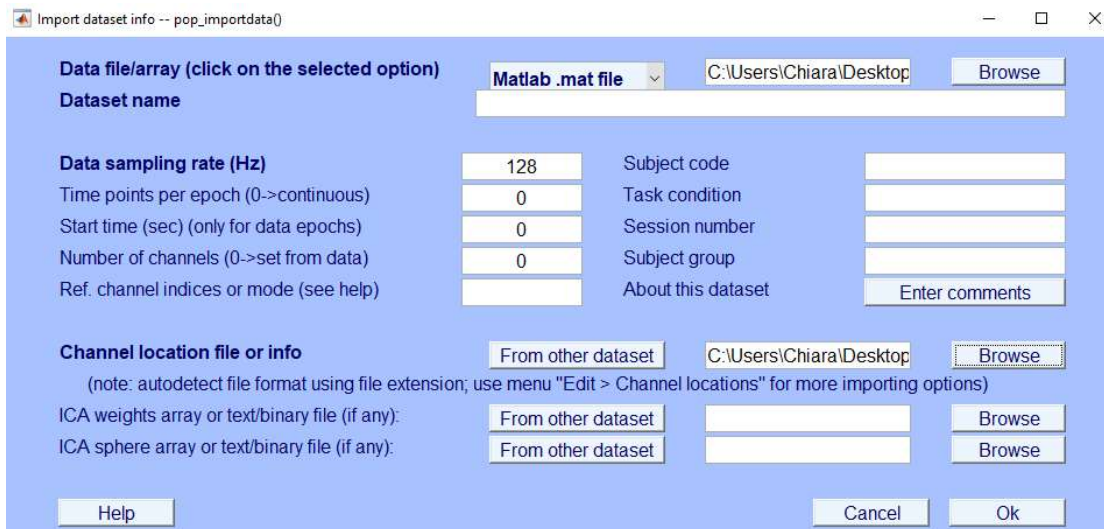 Import dataset info -- pop_importdata()
Data file/array (click on the selected option) Matlab .mat file C:\Users\Chiara\Desktop Browse
Dataset name
Data sampling rate (Hz) 128 Subject code
Time points per epoch (0->continuous) 0 Task condition
Start time (sec) (only for data epochs) 0 Session number
Number of channels (0->set from data) 0 Subject group
Ref. channel indices or mode (see help) About this dataset Enter comments
Channel location file or info From other dataset C:\Users\Chiara\Desktop Browse
(note: autodetect file format using file extension; use menu "Edit > Channel locations" for more importing options)
ICA weights array or text/binary file (if any): From other dataset Browse
ICA sphere array or text/binary file (if any): From other dataset Browse
Help Cancel Ok